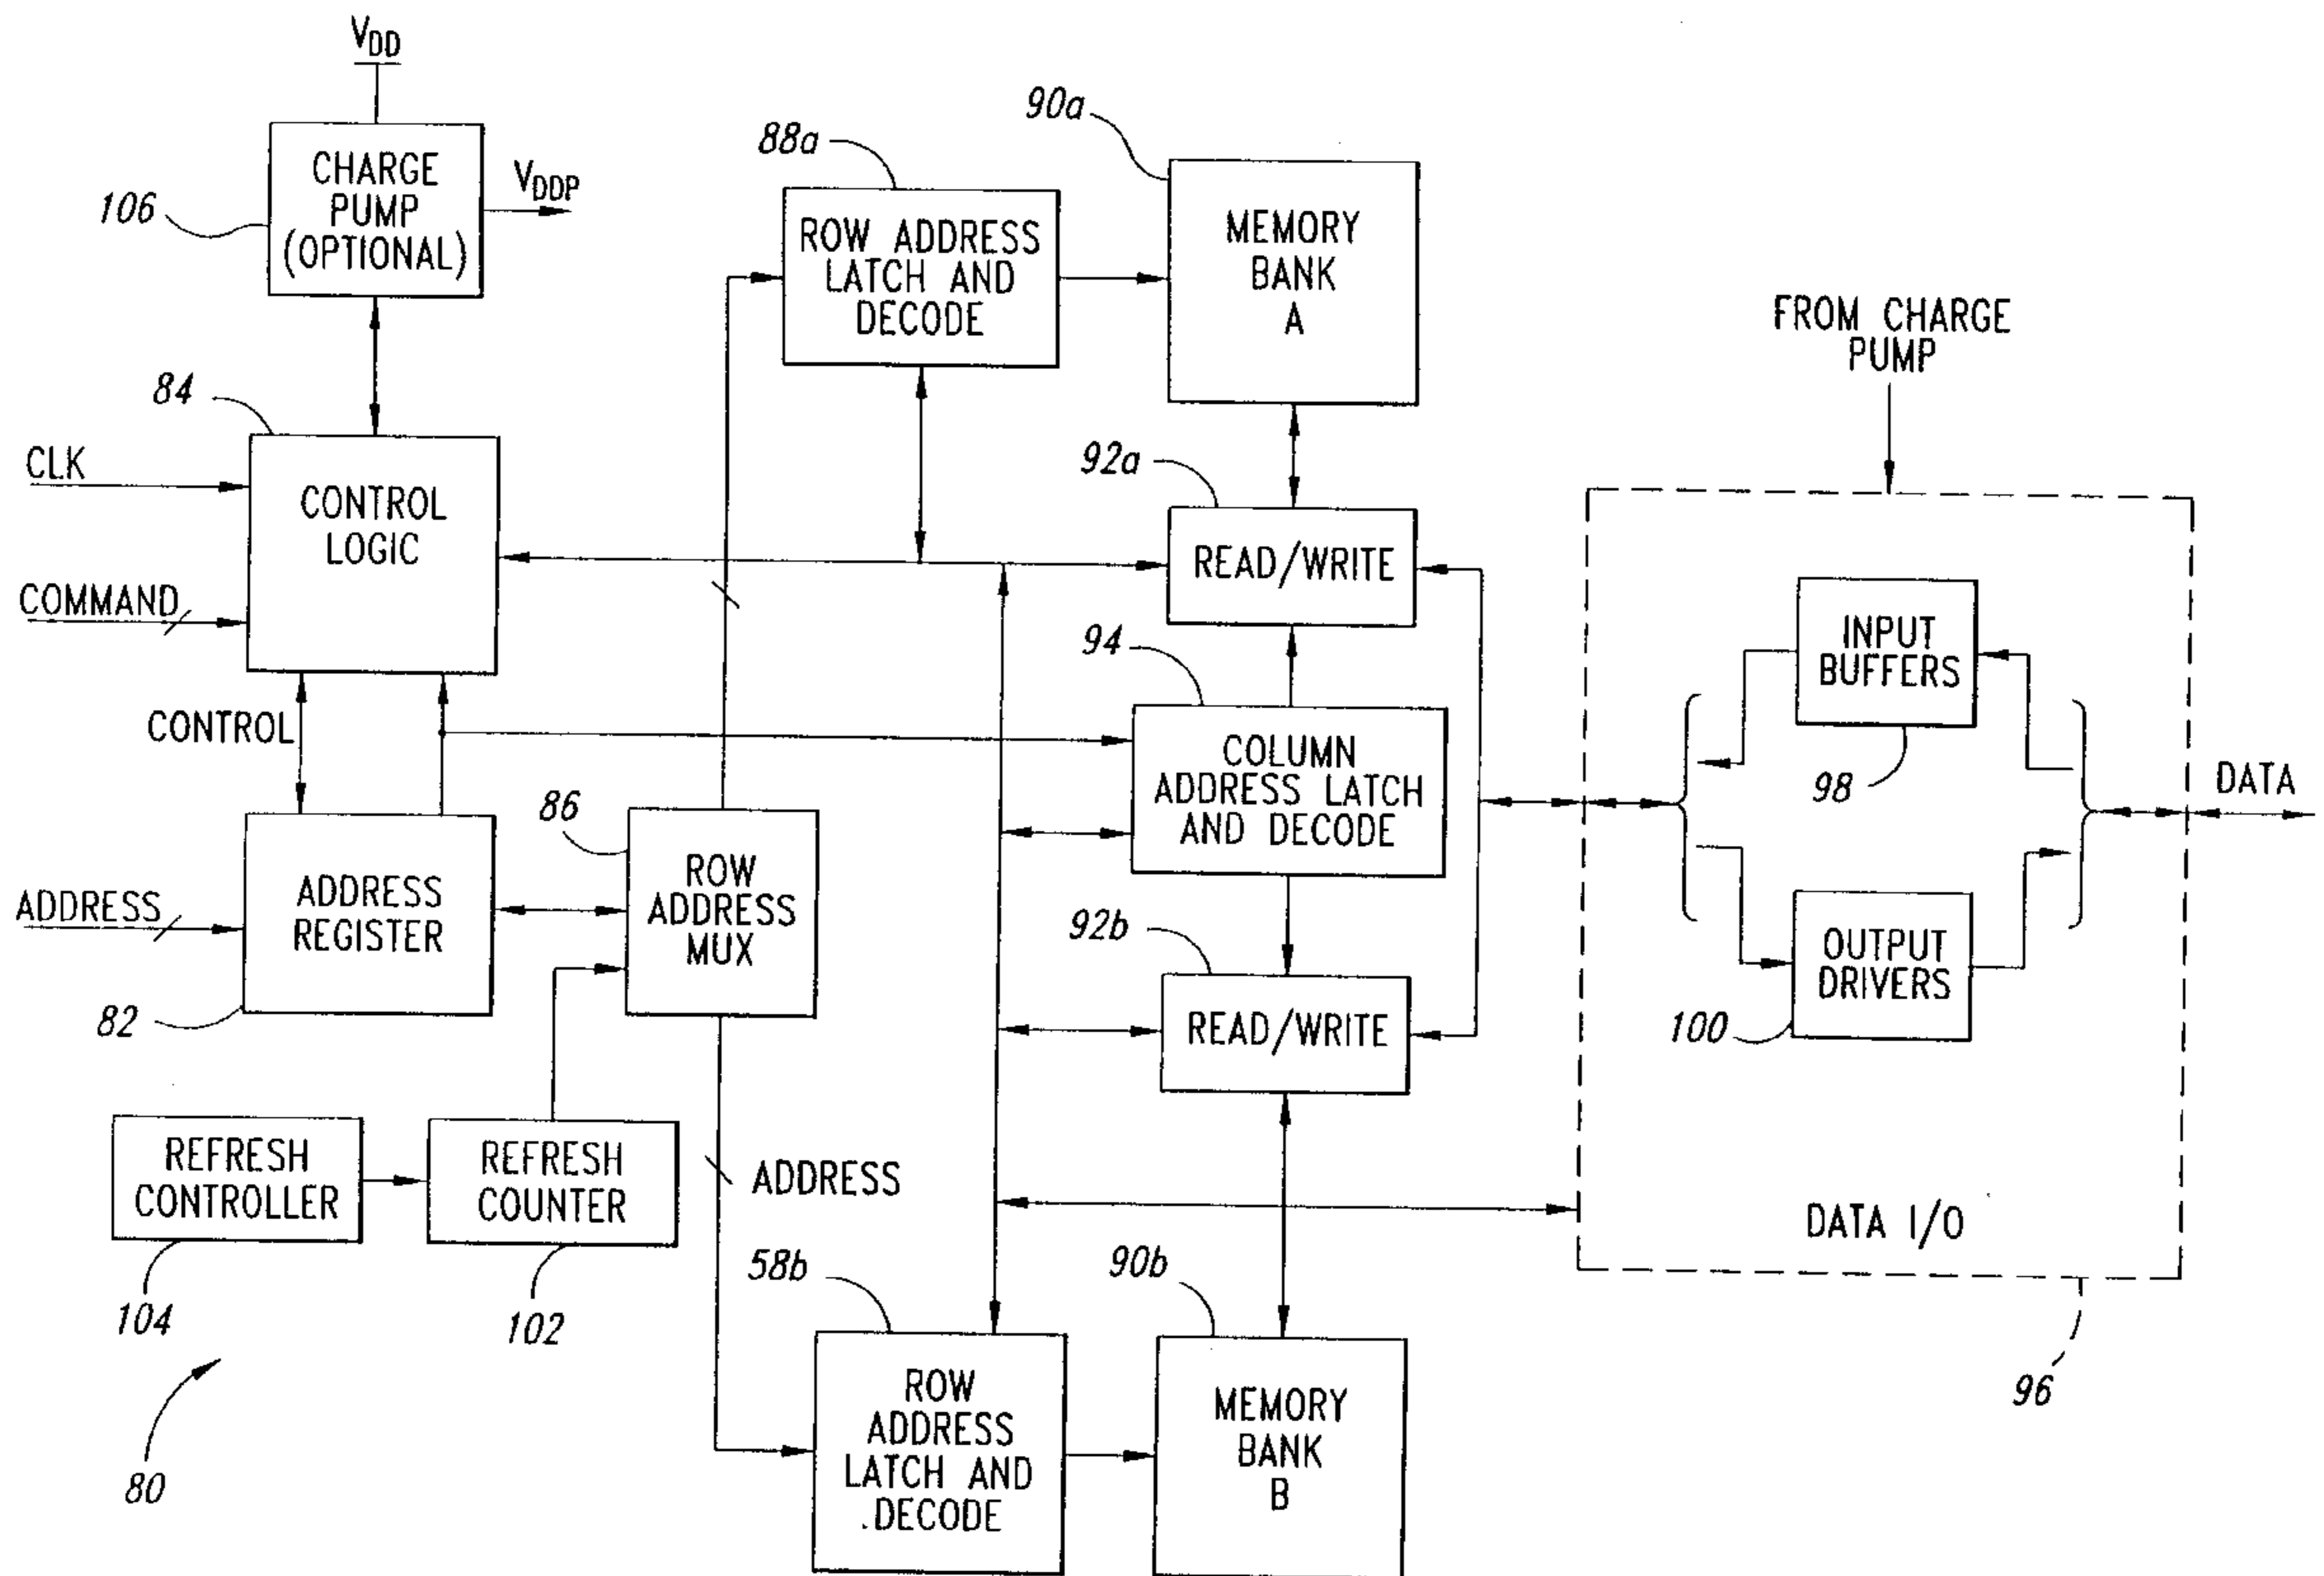 VDD
CHARGE
PUMP
(OPTIONAL)
VDDP
106
84
CLK
COMMAND
CONTROL
LOGIC
CONTROL
ADDRESS
ADDRESS
REGISTER
82
86
ROW
ADDRESS
MUX
REFRESH
CONTROLLER
104
REFRESH
COUNTER
102
80
88a
ROW ADDRESS
LATCH AND
DECODE
90a
MEMORY
BANK
A
92a
READ/WRITE
94
COLUMN
ADDRESS LATCH
AND DECODE
92b
READ/WRITE
ADDRESS
58b
ROW
ADDRESS
LATCH AND
DECODE
90b
MEMORY
BANK
B
FROM CHARGE
PUMP
INPUT
BUFFERS
98
OUTPUT
DRIVERS
100
DATA
DATA I/O
96